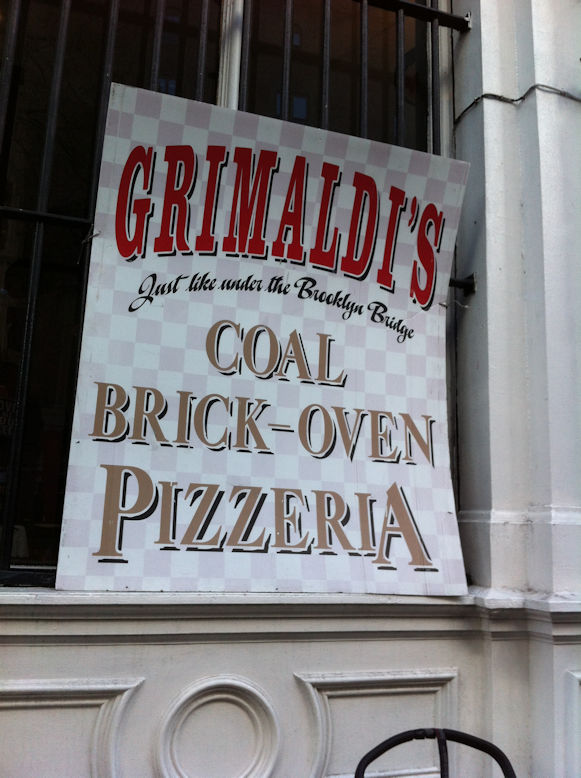 GRIMALDI'S
Just like under the Brooklyn Bridge
COAL
BRICK-OVEN
PIZZERIA